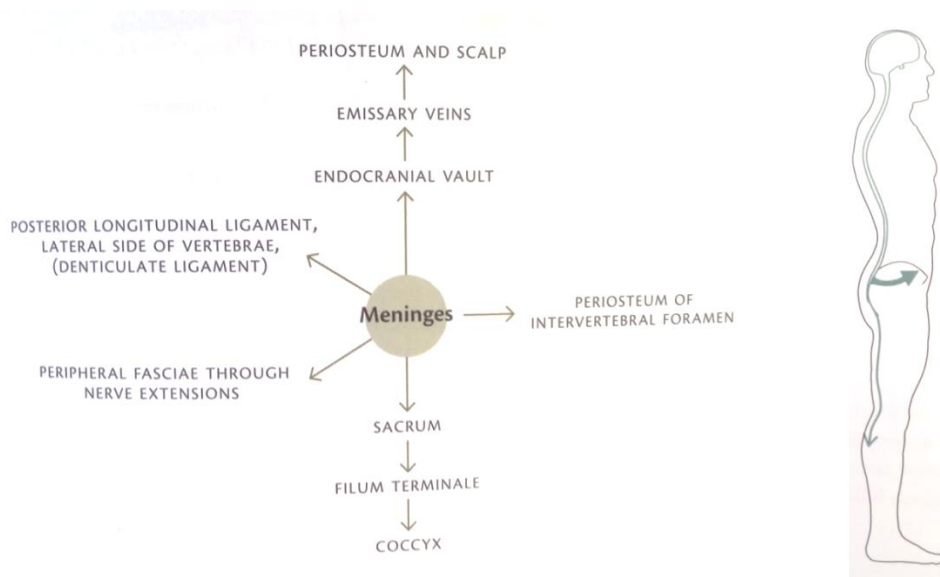 PERIOSTEUM AND SCALP
EMISSARY VEINS
ENDOCRANIAL VAULT
POSTERIOR LONGITUDINAL LIGAMENT,
LATERAL SIDE OF VERTEBRAE,
(DENTICULATE LIGAMENT)
Meninges
PERIOSTEUM OF
INTERVERTEBRAL FORAMEN
PERIPHERAL FASCIAE THROUGH
NERVE EXTENSIONS
SACRUM
FILUM TERMINALE
COCCYX